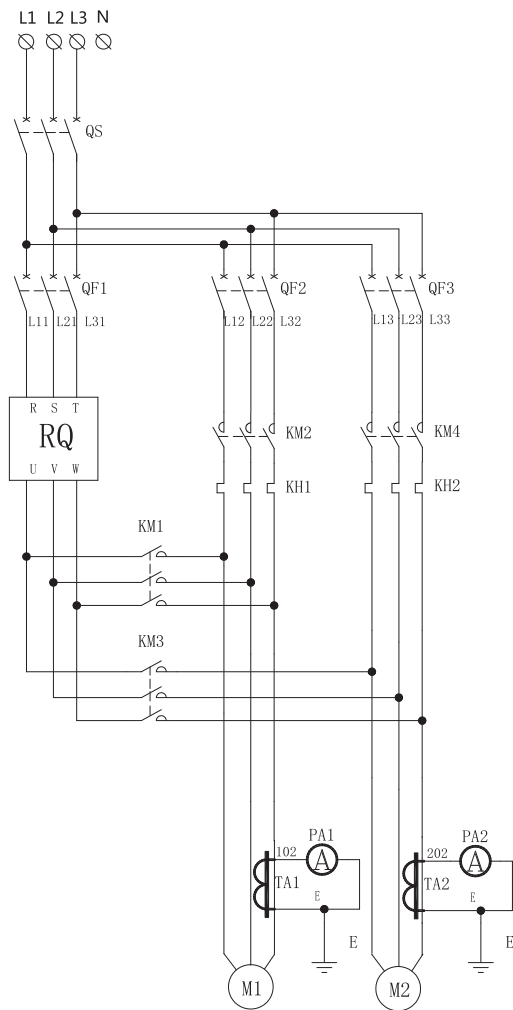 L1 L2 L3 N
QS
QF1 QF2 QF3
L11 L21 L31 L12 L22 L32 L13 L23 L33
R S T
RQ
U V W
KM2 KM4
KH1 KH2
KM1
KM3
PA1 PA2
102 A 202 A
TA1 E TA2 E
E E
M1 M2